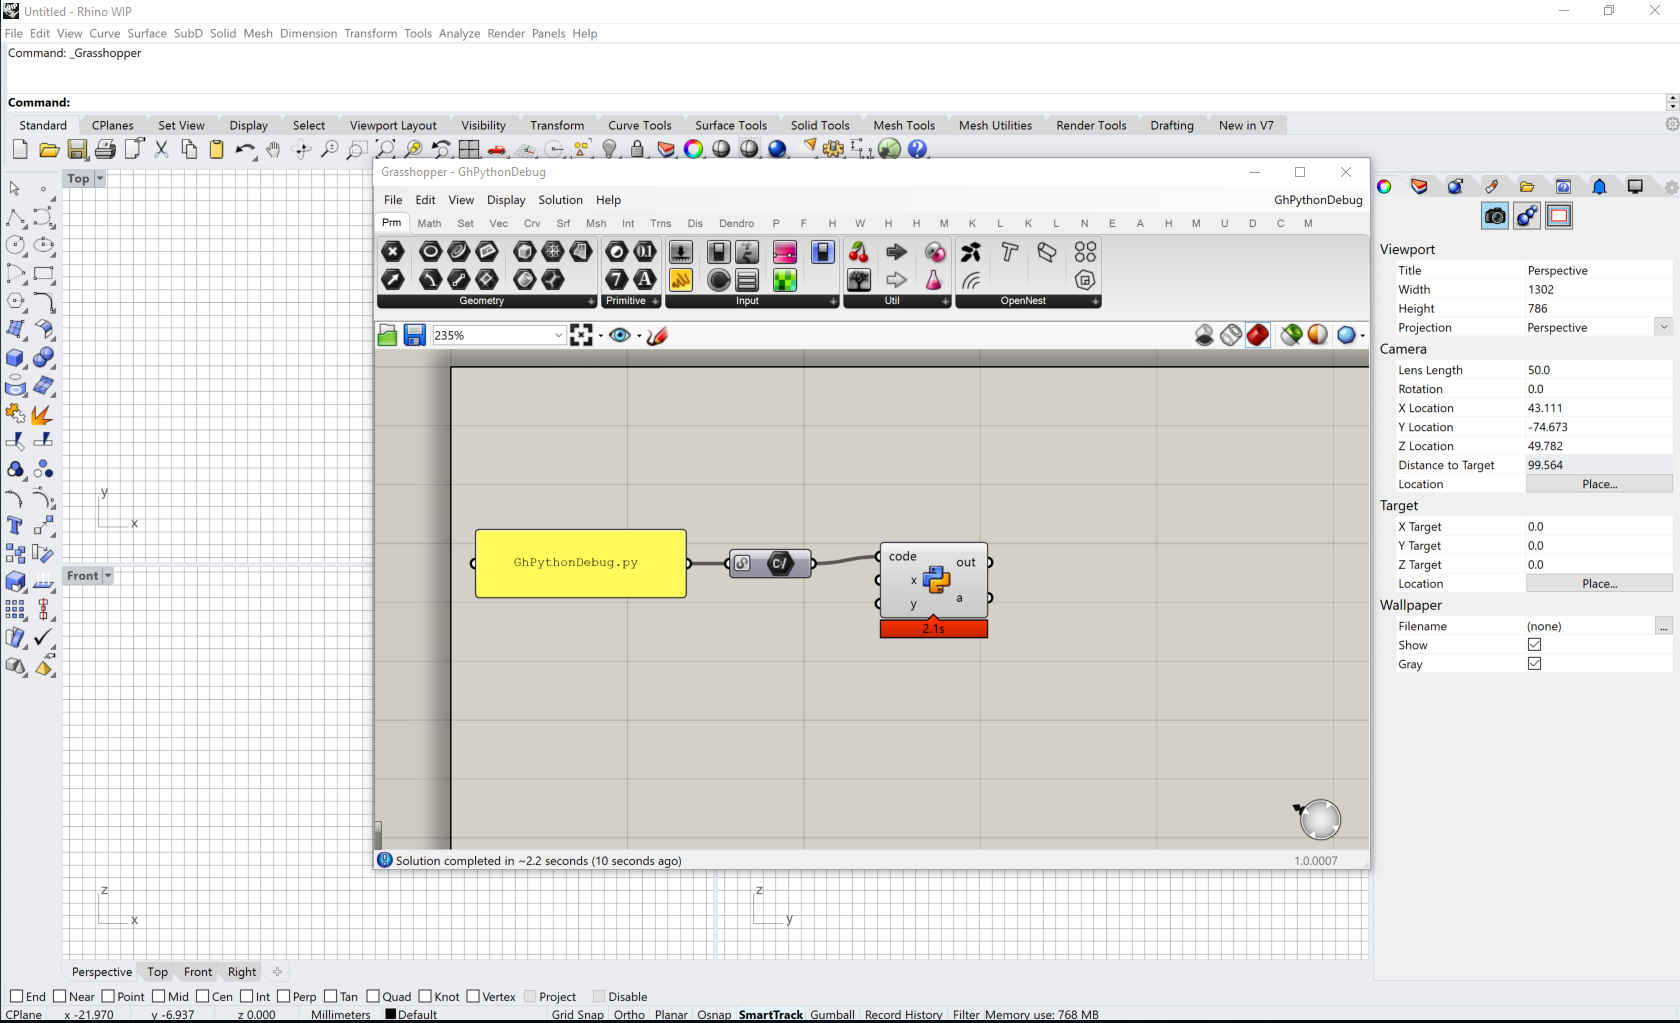 Untitled - Rhino WIP
File Edit View Curve Surface SubD Solid Mesh Dimension Transform Tools Analyze Render Panels Help
Command: _Grasshopper
Command:
Standard CPlanes Set View Display Select Viewport Layout Visibility Transform Curve Tools Surface Tools Solid Tools Mesh Tools Mesh Utilities Render Tools Drafting New in V7
Top
Grasshopper - GhPythonDebug
File Edit View Display Solution Help GhPythonDebug
Prm Math Set Vec Crv Srf Msh Int Trns Dis Dendro P F H W H H M K L K L N E A H M U D C M
Geometry Primitive Input Util OpenNest
235%
GhPythonDebug.py
C/
code
x
y
out
a
2.1s
Solution completed in ~2.2 seconds (10 seconds ago) 1.0.0007
y
x
Front
z
x
z
y
Viewport
Title Perspective
Width 1302
Height 786
Projection Perspective
Camera
Lens Length 50.0
Rotation 0.0
X Location 43.111
Y Location -74.673
Z Location 49.782
Distance to Target 99.564
Location Place...
Target
X Target 0.0
Y Target 0.0
Z Target 0.0
Location Place...
Wallpaper
Filename (none) ...
Show
Gray
Perspective Top Front Right
End Near Point Mid Cen Int Perp Tan Quad Knot Vertex Project Disable
CPlane x -21.970 y -6.937 z 0.000 Millimeters Default Grid Snap Ortho Planar Osnap SmartTrack Gumball Record History Filter Memory use: 768 MB